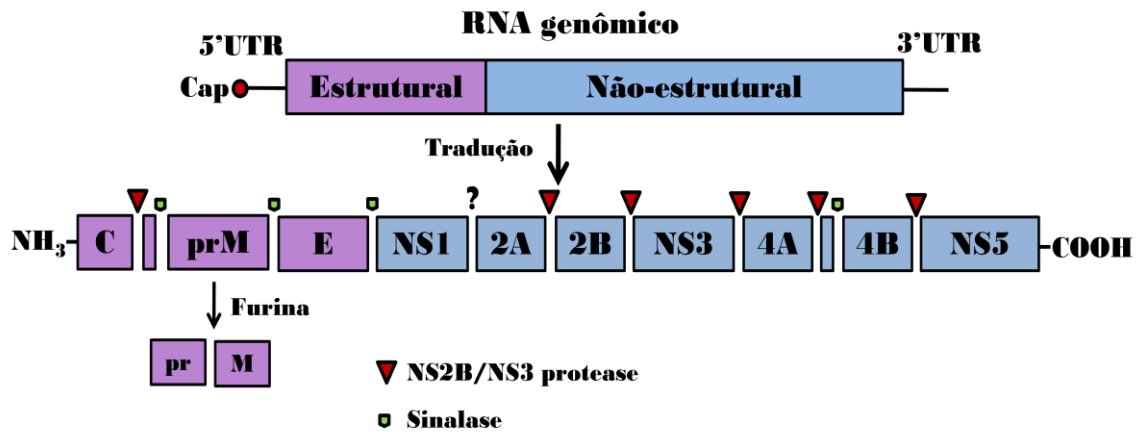 RNA genômico
5'UTR
3'UTR
Cap
Estrutural
Não-estrutural
Tradução
?
NH₃
C
prM
E
NS1
2A
2B
NS3
4A
4B
NS5
COOH
Furina
pr
M
NS2B/NS3 protease
Sinalase